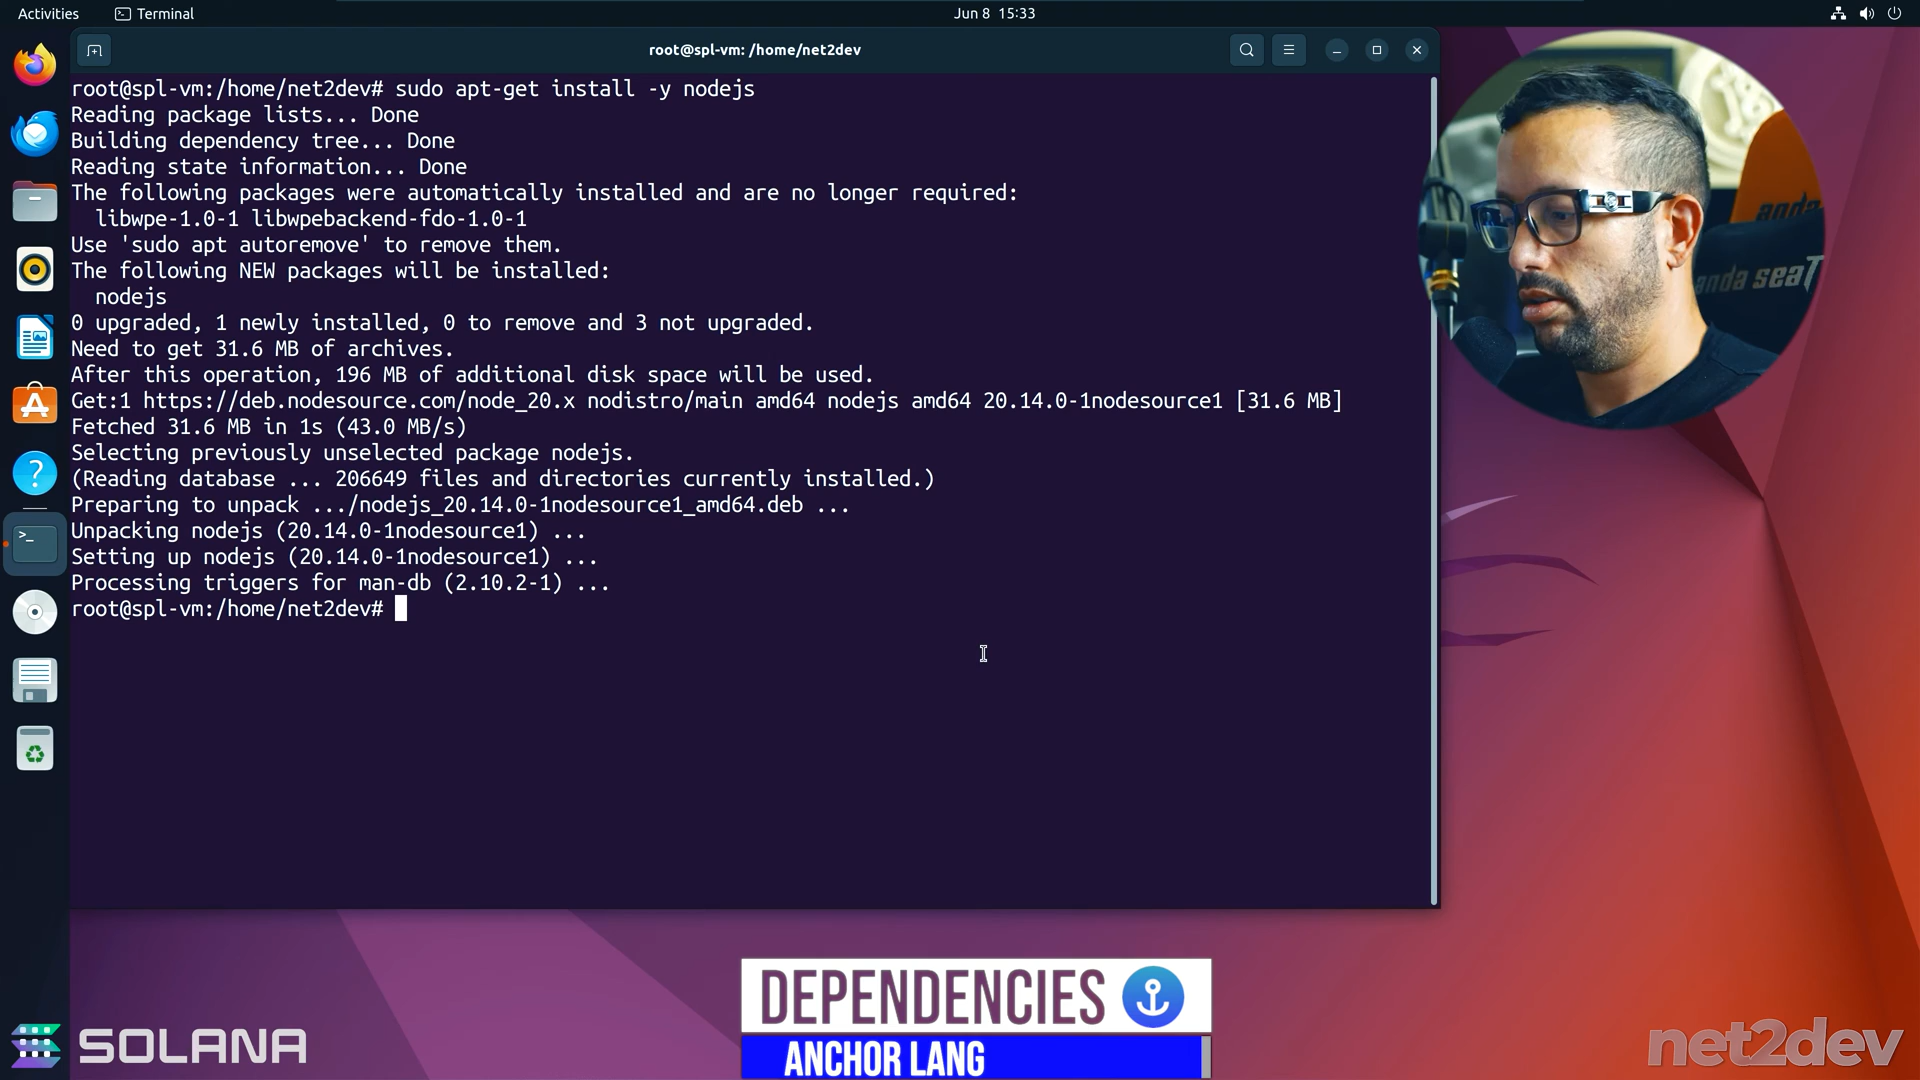 Activities Terminal Jun 8 15:33
root@spl-vm: /home/net2dev
root@spl-vm:/home/net2dev# sudo apt-get install -y nodejs
Reading package lists... Done
Building dependency tree... Done
Reading state information... Done
The following packages were automatically installed and are no longer required:
libwpe-1.0-1 libwpebackend-fdo-1.0-1
Use 'sudo apt autoremove' to remove them.
The following NEW packages will be installed:
nodejs
0 upgraded, 1 newly installed, 0 to remove and 3 not upgraded.
Need to get 31.6 MB of archives.
After this operation, 196 MB of additional disk space will be used.
Get:1 https://deb.nodesource.com/node_20.x nodistro/main amd64 nodejs amd64 20.14.0-1nodesource1 [31.6 MB]
Fetched 31.6 MB in 1s (43.0 MB/s)
Selecting previously unselected package nodejs.
(Reading database ... 206649 files and directories currently installed.)
Preparing to unpack .../nodejs_20.14.0-1nodesource1_amd64.deb ...
Unpacking nodejs (20.14.0-1nodesource1) ...
Setting up nodejs (20.14.0-1nodesource1) ...
Processing triggers for man-db (2.10.2-1) ...
root@spl-vm:/home/net2dev#
anda
anda seaT
DEPENDENCIES
ANCHOR LANG
SOLANA
net2dev